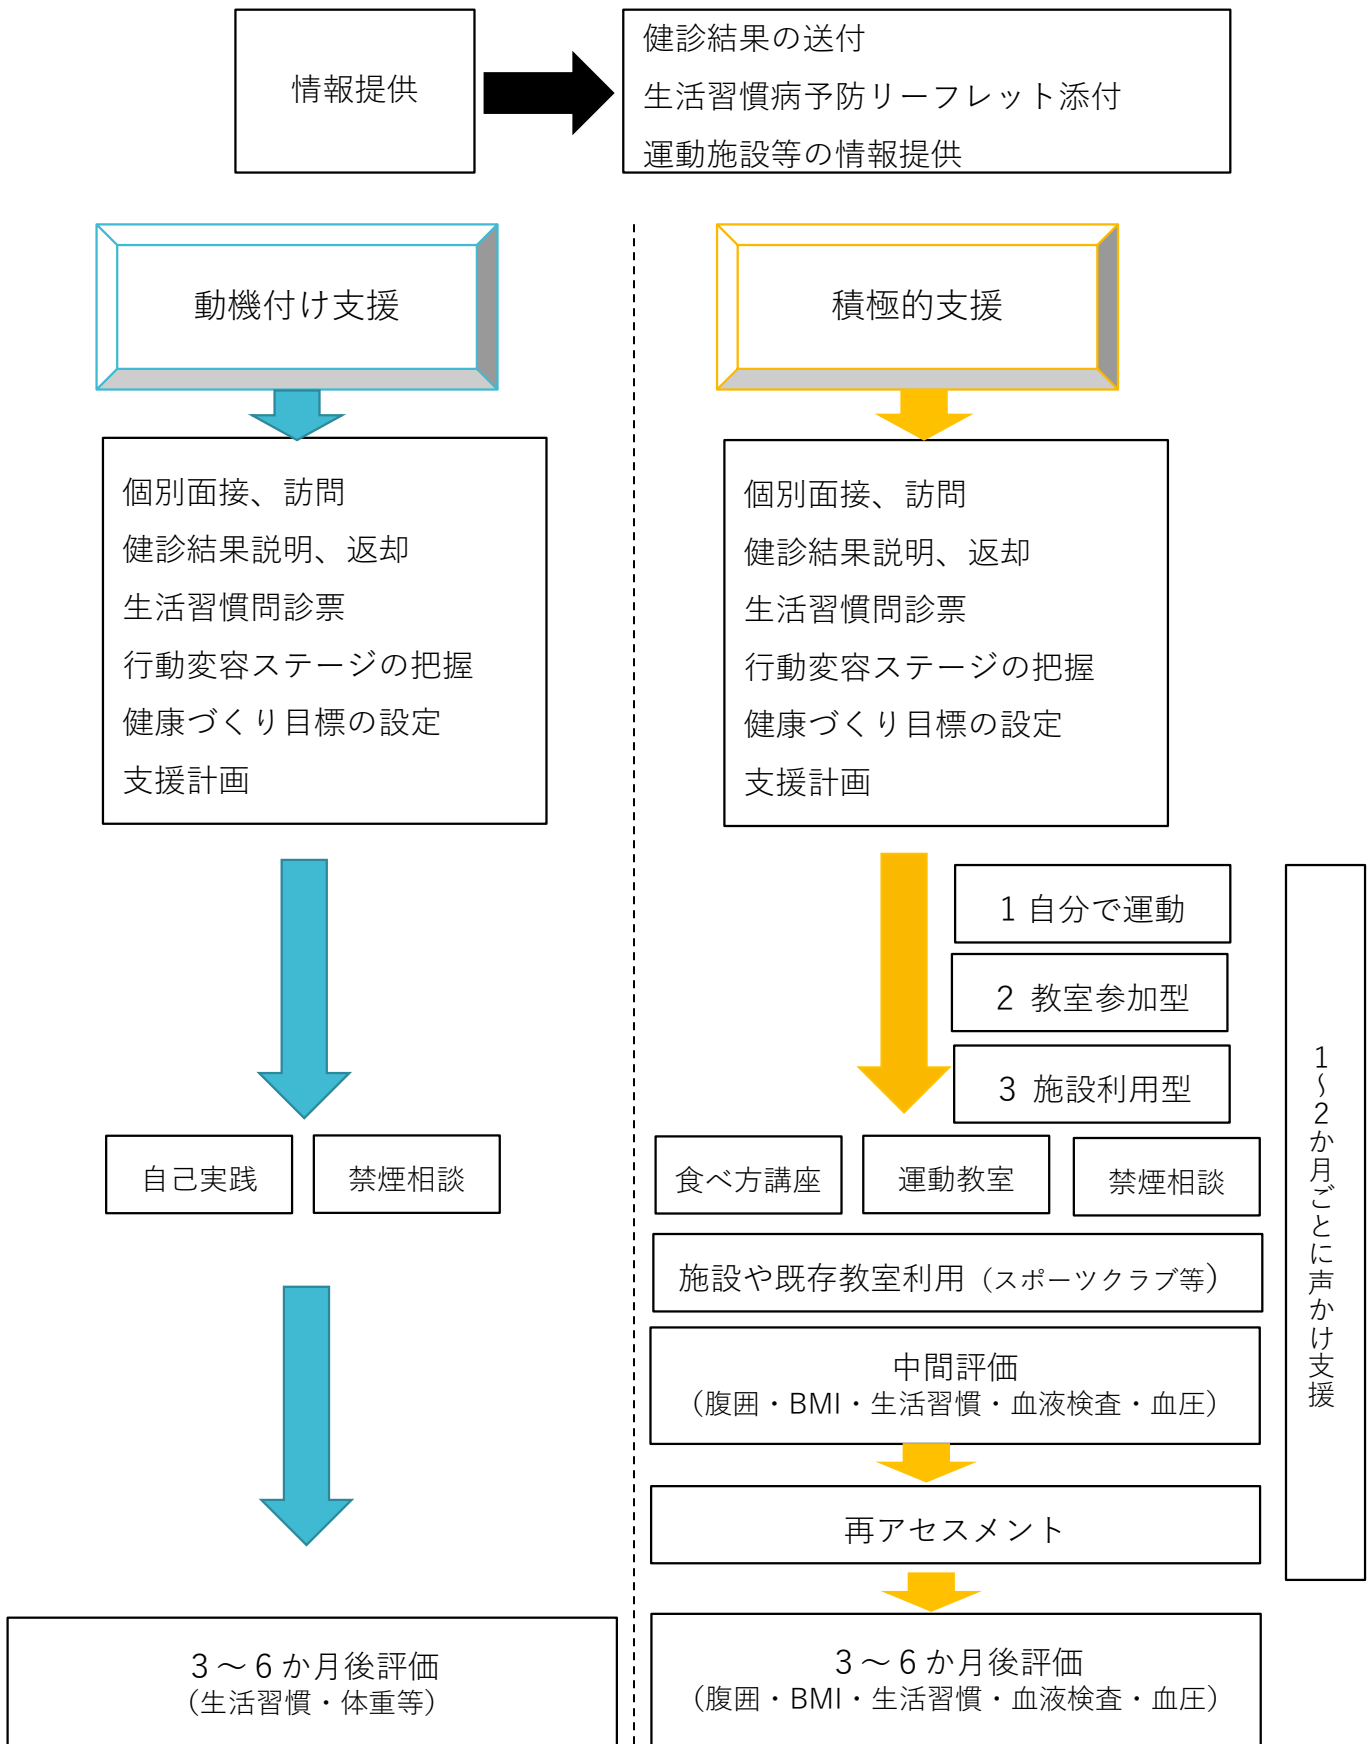 情報提供
健診結果の送付
生活習慣病予防リーフレット添付
運動施設等の情報提供
動機付け支援
個別面接、訪問
健診結果説明、返却
生活習慣問診票
行動変容ステージの把握
健康づくり目標の設定
支援計画
自己実践
禁煙相談
3～6か月後評価
（生活習慣・体重等）
積極的支援
個別面接、訪問
健診結果説明、返却
生活習慣問診票
行動変容ステージの把握
健康づくり目標の設定
支援計画
1 自分で運動
2 教室参加型
3 施設利用型
食べ方講座
運動教室
禁煙相談
施設や既存教室利用（スポーツクラブ等）
中間評価
（腹囲・BMI・生活習慣・血液検査・血圧）
再アセスメント
3～6か月後評価
（腹囲・BMI・生活習慣・血液検査・血圧）
1～2か月ごとに声かけ支援